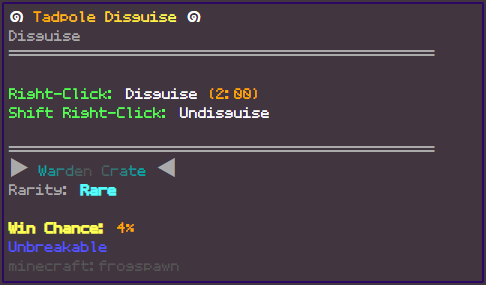 Tadpole Disguise
Disguise
Right-Click: Disguise (2:00)
Shift Right-Click: Undisguise
Warden Crate
Rarity: Rare
Win Chance: 4%
Unbreakable
minecraft:frogspawn